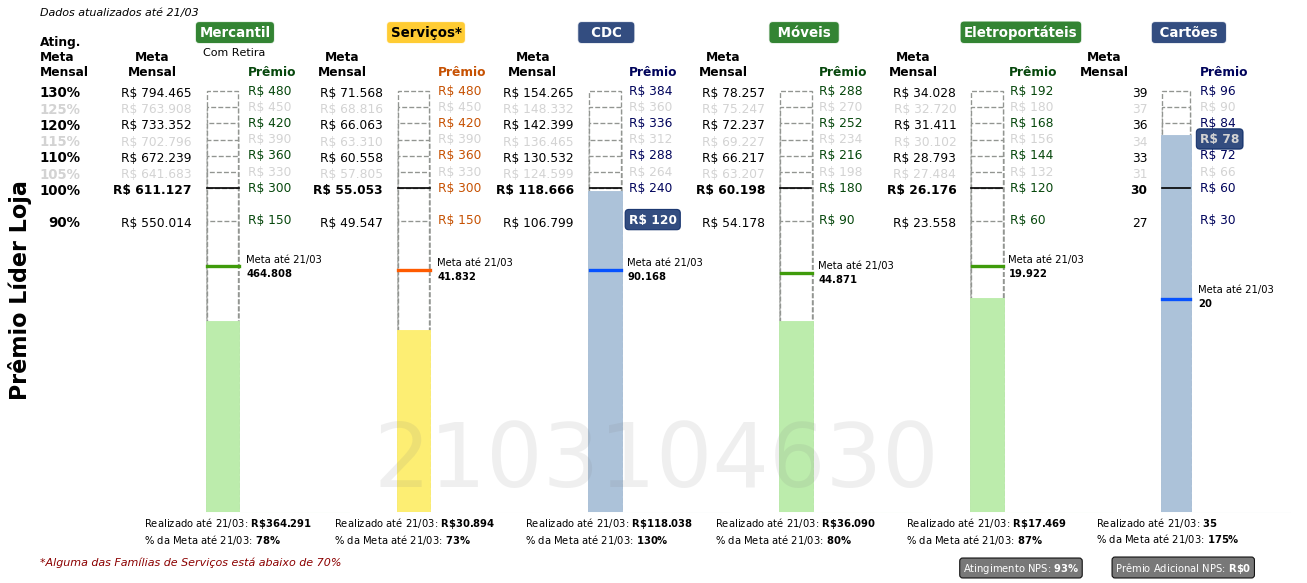 Dados atualizados até 21/03
Mercantil Serviços* CDC Móveis Eletroportáteis Cartões
Com Retira
Ating. Meta Mensal
Meta Mensal Prêmio Meta Mensal Prêmio Meta Mensal Prêmio Meta Mensal Prêmio Meta Mensal Prêmio Meta Mensal Prêmio
130% R$ 794.465 R$ 480 R$ 71.568 R$ 480 R$ 154.265 R$ 384 R$ 78.257 R$ 288 R$ 34.028 R$ 192 39 R$ 96
125% R$ 763.908 R$ 450 R$ 68.816 R$ 450 R$ 148.332 R$ 360 R$ 75.247 R$ 270 R$ 32.720 R$ 180 37 R$ 90
120% R$ 733.352 R$ 420 R$ 66.063 R$ 420 R$ 142.399 R$ 336 R$ 72.237 R$ 252 R$ 31.411 R$ 168 36 R$ 84
115% R$ 702.796 R$ 390 R$ 63.310 R$ 390 R$ 136.465 R$ 312 R$ 69.227 R$ 234 R$ 30.102 R$ 156 34 R$ 78
110% R$ 672.239 R$ 360 R$ 60.558 R$ 360 R$ 130.532 R$ 288 R$ 66.217 R$ 216 R$ 28.793 R$ 144 33 R$ 72
105% R$ 641.683 R$ 330 R$ 57.805 R$ 330 R$ 124.599 R$ 264 R$ 63.207 R$ 198 R$ 27.484 R$ 132 31 R$ 66
100% R$ 611.127 R$ 300 R$ 55.053 R$ 300 R$ 118.666 R$ 240 R$ 60.198 R$ 180 R$ 26.176 R$ 120 30 R$ 60
90% R$ 550.014 R$ 150 R$ 49.547 R$ 150 R$ 106.799 R$ 120 R$ 54.178 R$ 90 R$ 23.558 R$ 60 27 R$ 30
Prêmio Líder Loja
Meta até 21/03 Meta até 21/03 Meta até 21/03 Meta até 21/03 Meta até 21/03 Meta até 21/03
464.808 41.832 90.168 44.871 19.922 20
2103104630
Realizado até 21/03: R$364.291 Realizado até 21/03: R$30.894 Realizado até 21/03: R$118.038 Realizado até 21/03: R$36.090 Realizado até 21/03: R$17.469 Realizado até 21/03: 35
% da Meta até 21/03: 78% % da Meta até 21/03: 73% % da Meta até 21/03: 130% % da Meta até 21/03: 80% % da Meta até 21/03: 87% % da Meta até 21/03: 175%
*Alguma das Famílias de Serviços está abaixo de 70% Atingimento NPS: 93% Prêmio Adicional NPS: R$0